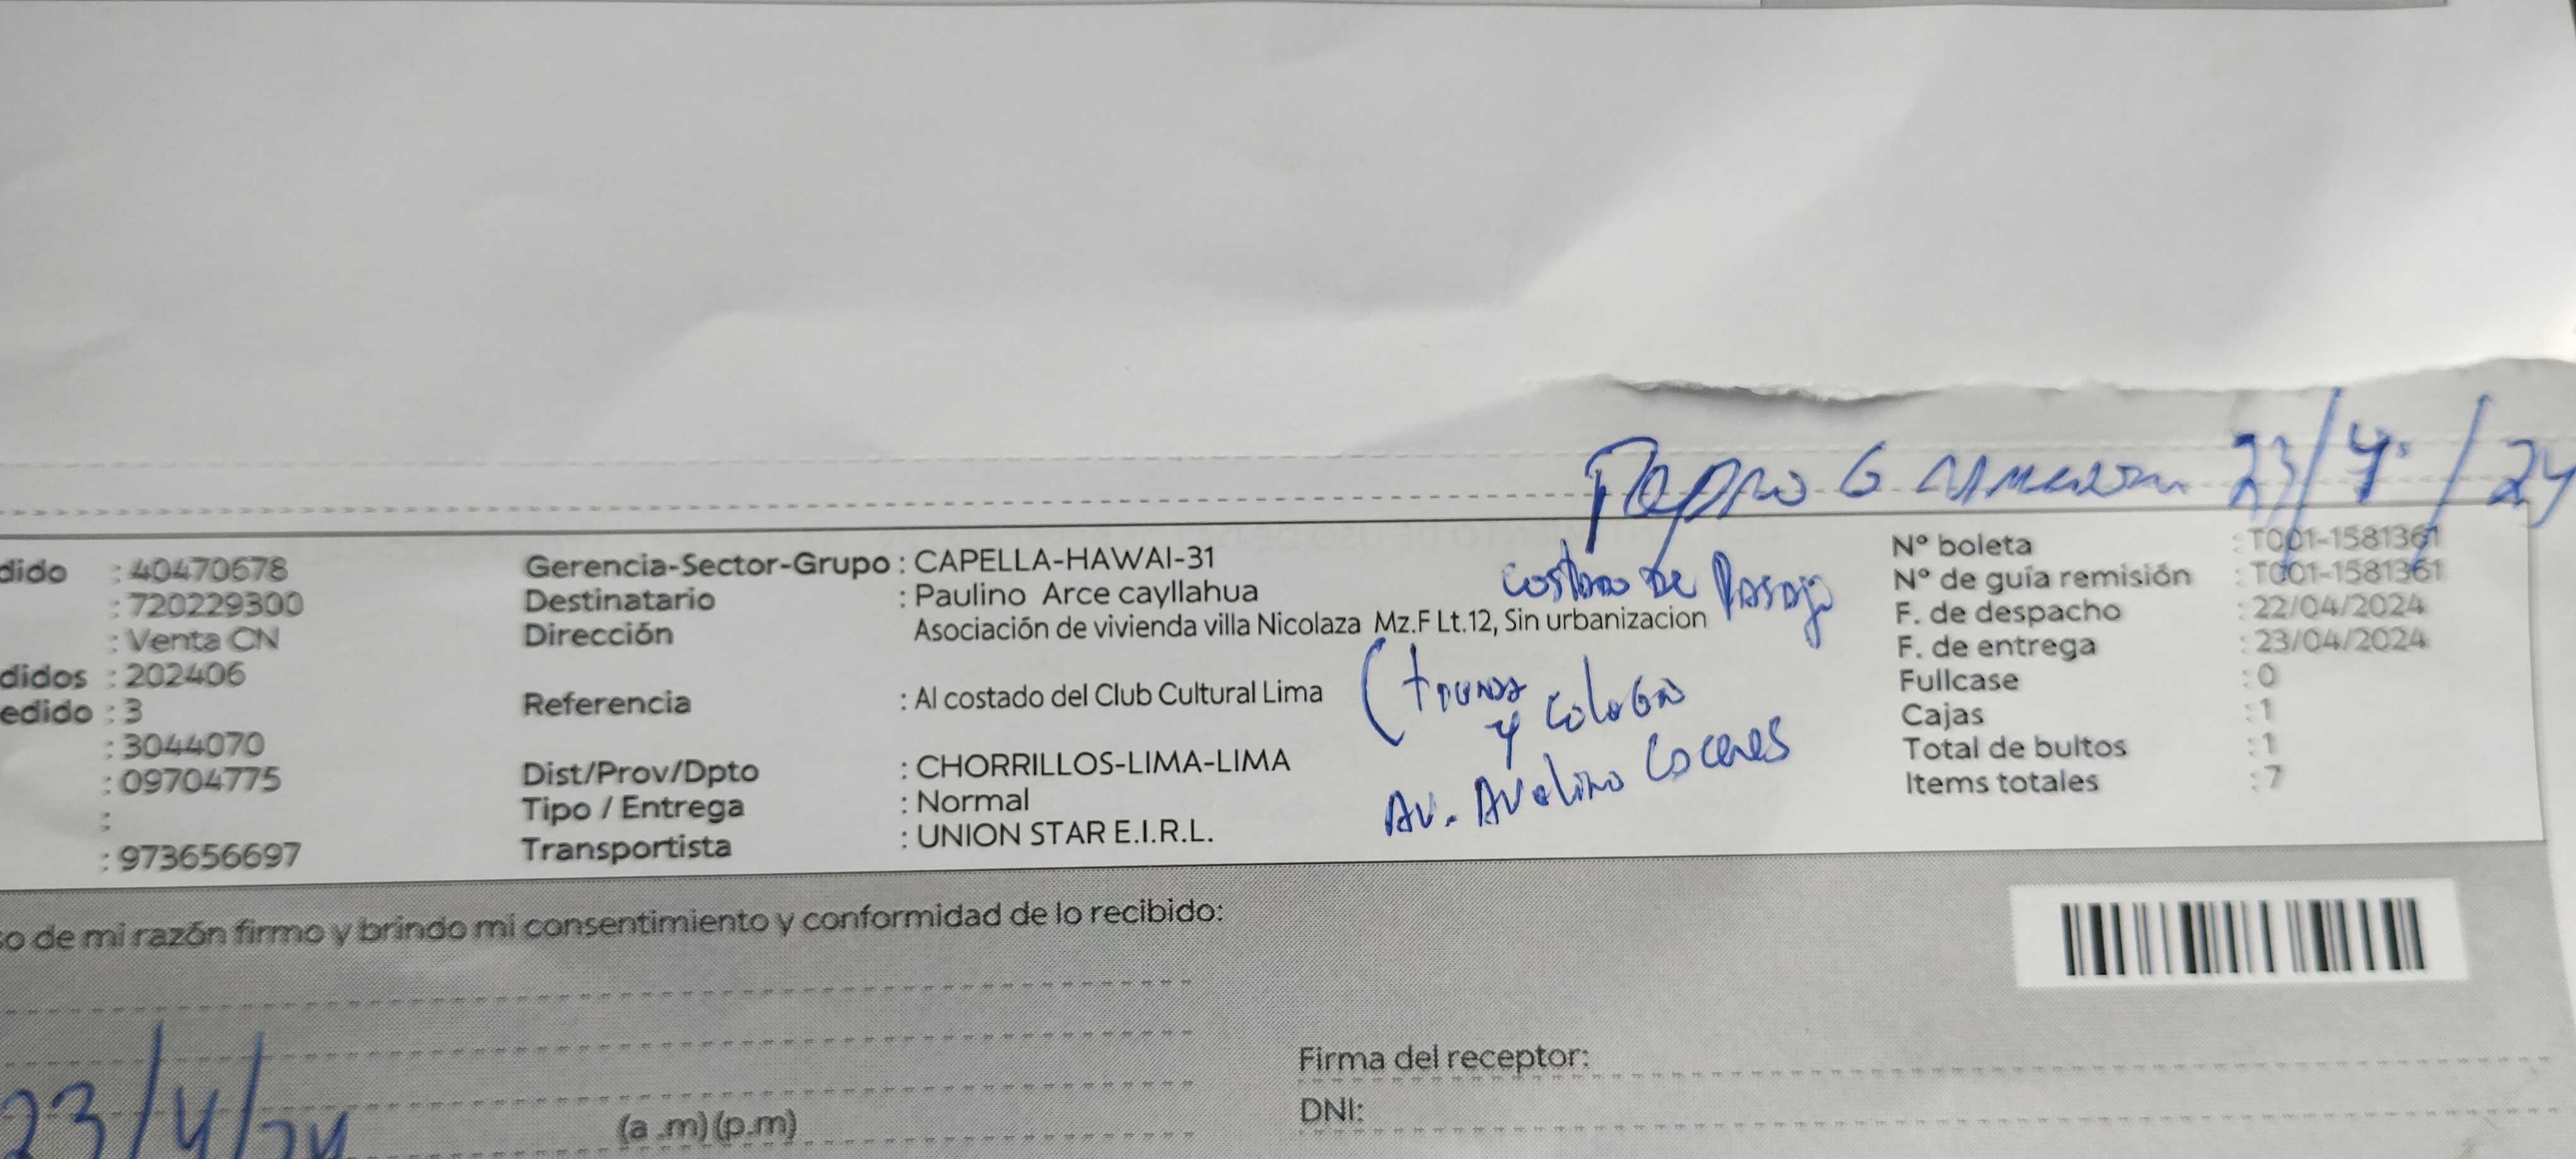 23/4/24
dido : 40470678
: 720229300
: Venta CN
didos : 202406
edido : 3
: 3044070
: 09704775
:
: 973656697
Gerencia-Sector-Grupo : CAPELLA-HAWAI-31
Destinatario : Paulino Arce cayllahua
Dirección Asociación de vivienda villa Nicolaza Mz.F Lt.12, Sin urbanizacion
Referencia : Al costado del Club Cultural Lima
Dist/Prov/Dpto : CHORRILLOS-LIMA-LIMA
Tipo / Entrega : Normal
Transportista : UNION STAR E.I.R.L.
costado DE
y Colegio
AV. Avelino Caceres
N° boleta : T001-1581361
N° de guía remisión : T001-1581361
F. de despacho : 22/04/2024
F. de entrega : 23/04/2024
Fullcase : 0
Cajas : 1
Total de bultos : 1
Items totales : 7
so de mi razón firmo y brindo mi consentimiento y conformidad de lo recibido:
Firma del receptor:
DNI:
23/4/24
(a .m) (p.m)